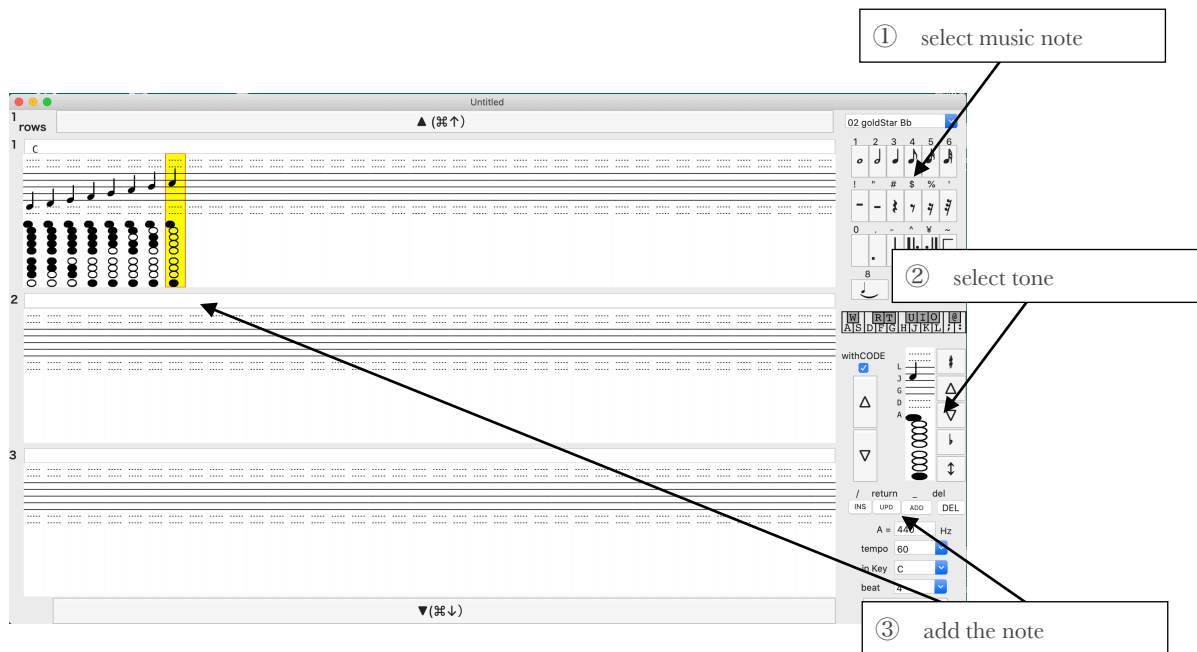 ① select music note
Untitled
1 rows
▲ (⌘↑)
02 goldStar Bb
1 C
1 2 3 4 5 6
! " # $ % '
0 . - ^ ¥ ~
8
② select tone
2
W R T U I O @
A S D F G H J K L ; :
withCODE
L
J
G
D
A
3
/ return _ del
INS UPD ADD DEL
A = 440 Hz
tempo 60
in Key C
beat 4
▼(⌘↓)
③ add the note